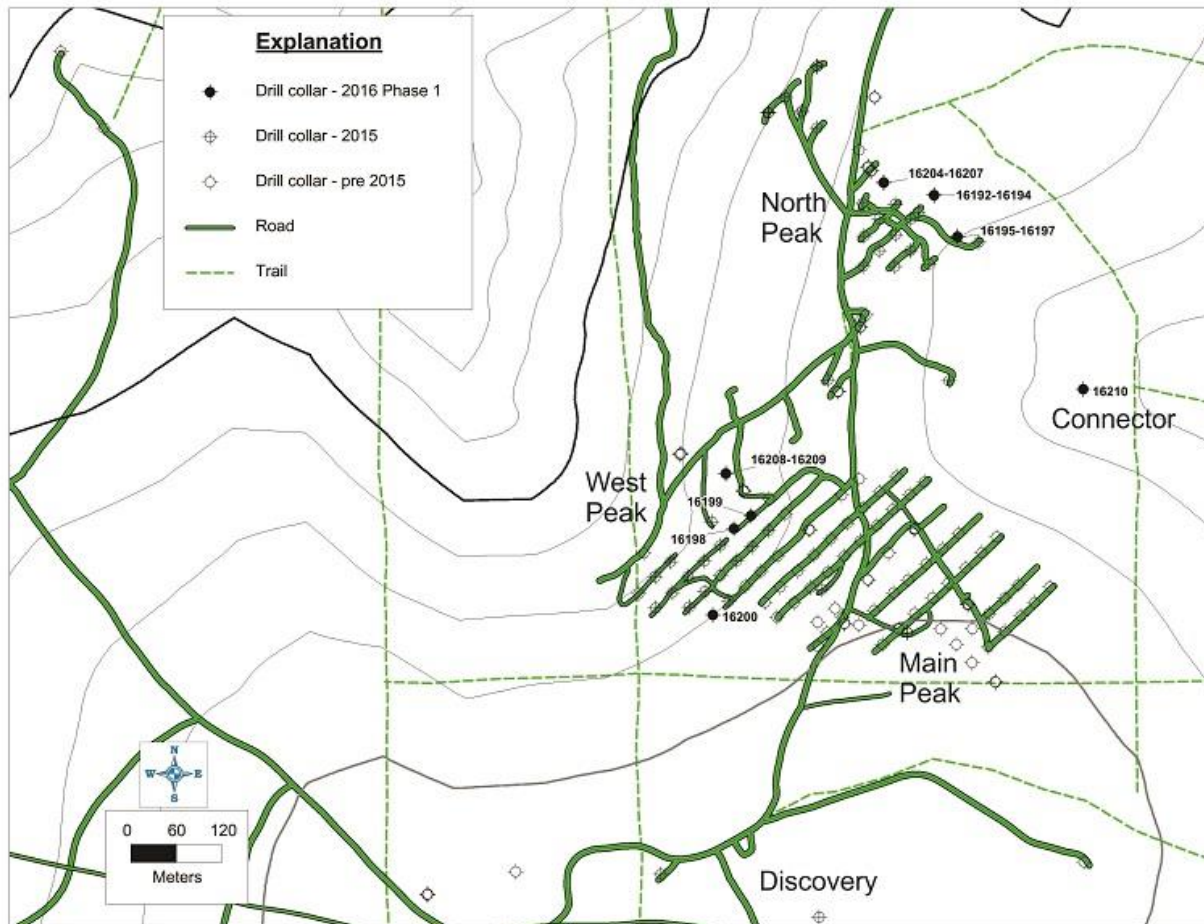 Explanation
Drill collar - 2016 Phase 1
Drill collar - 2015
Drill collar - pre 2015
Road
Trail
North
Peak
16204-16207
16192-16194
16195-16197
16210
Connector
West
Peak
16208-16209
16199
16198
16200
Main
Peak
N
W E
S
0 60 120
Meters
Discovery